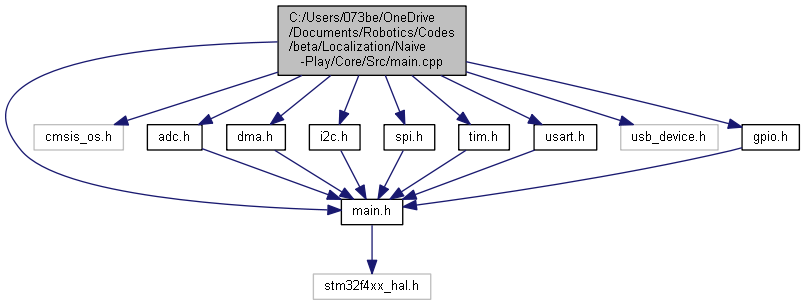 C:/Users/073be/OneDrive
/Documents/Robotics/Codes
/beta/Localization/Naive
-Play/Core/Src/main.cpp
cmsis_os.h
adc.h
dma.h
i2c.h
spi.h
tim.h
usart.h
usb_device.h
gpio.h
main.h
stm32f4xx_hal.h